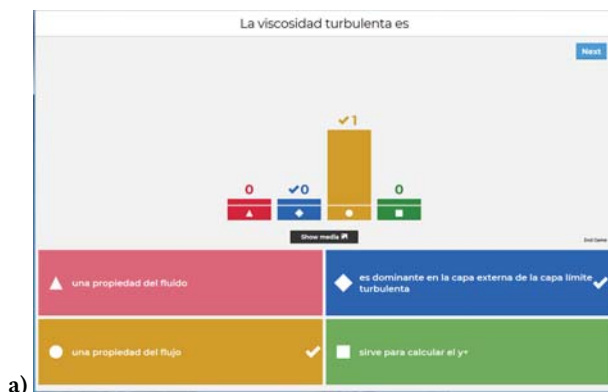 La viscosidad turbulenta es
Next
1
0
0
0
Show media
End Game
una propiedad del fluido
es dominante en la capa externa de la capa límite
turbulenta
una propiedad del flujo
sirve para calcular el y+
a)